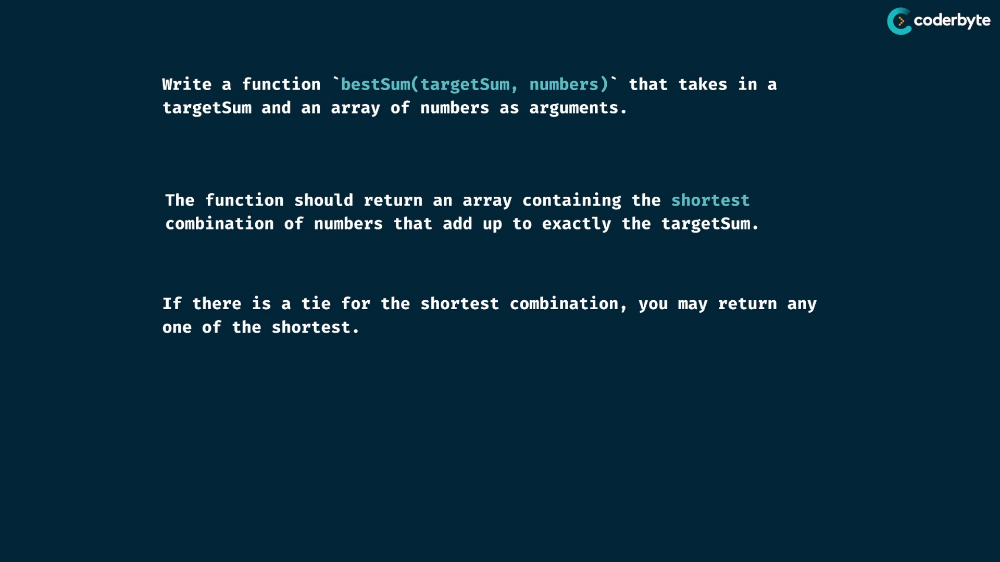 coderbyte
Write a function `bestSum(targetSum, numbers)` that takes in a
targetSum and an array of numbers as arguments.
The function should return an array containing the shortest
combination of numbers that add up to exactly the targetSum.
If there is a tie for the shortest combination, you may return any
one of the shortest.